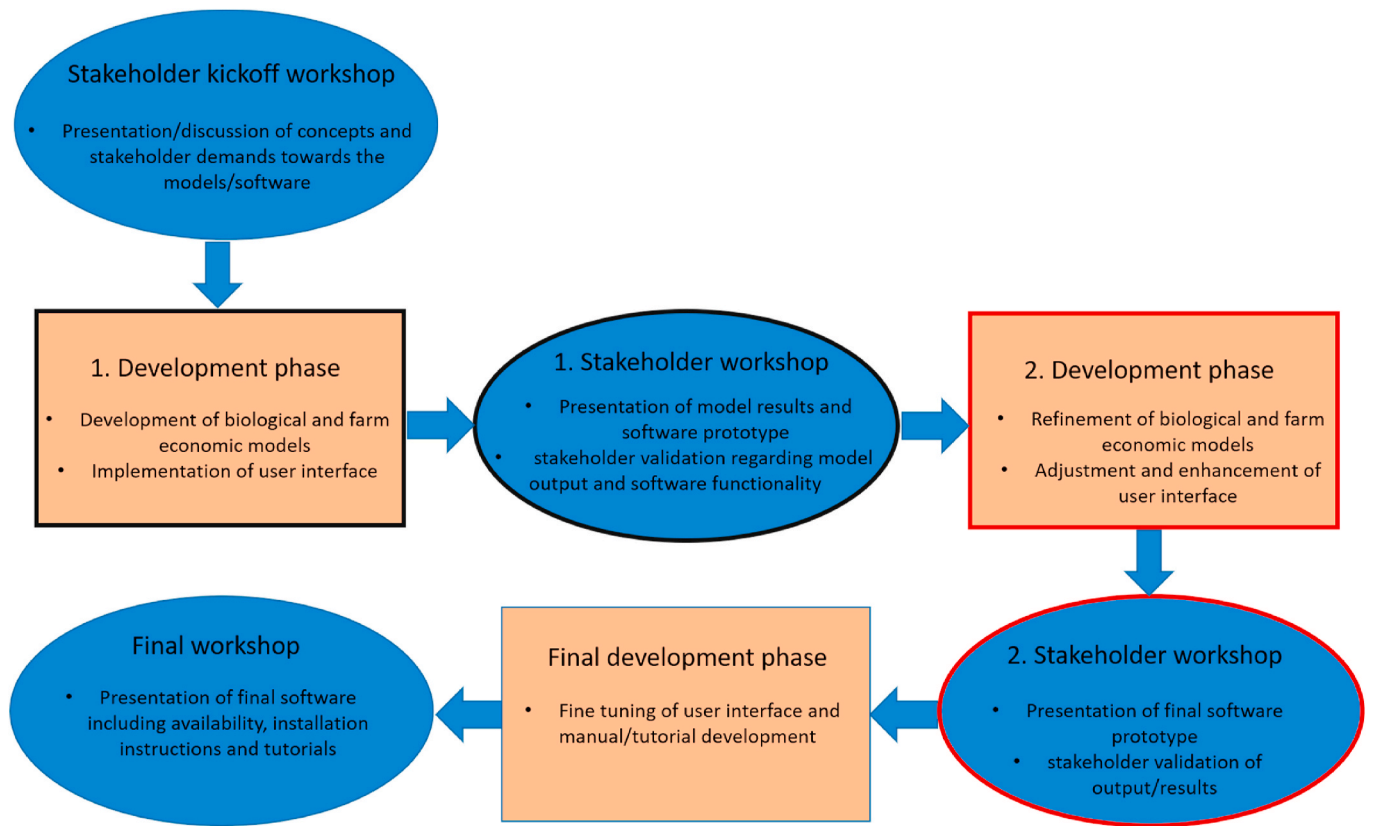 Stakeholder kickoff workshop
• Presentation/discussion of concepts and
stakeholder demands towards the
models/software
1. Development phase
• Development of biological and farm
economic models
• Implementation of user interface
1. Stakeholder workshop
• Presentation of model results and
software prototype
• stakeholder validation regarding model
output and software functionality
2. Development phase
• Refinement of biological and farm
economic models
• Adjustment and enhancement of
user interface
2. Stakeholder workshop
• Presentation of final software
prototype
• stakeholder validation of
output/results
Final development phase
• Fine tuning of user interface and
manual/tutorial development
Final workshop
• Presentation of final software
including availability, installation
instructions and tutorials